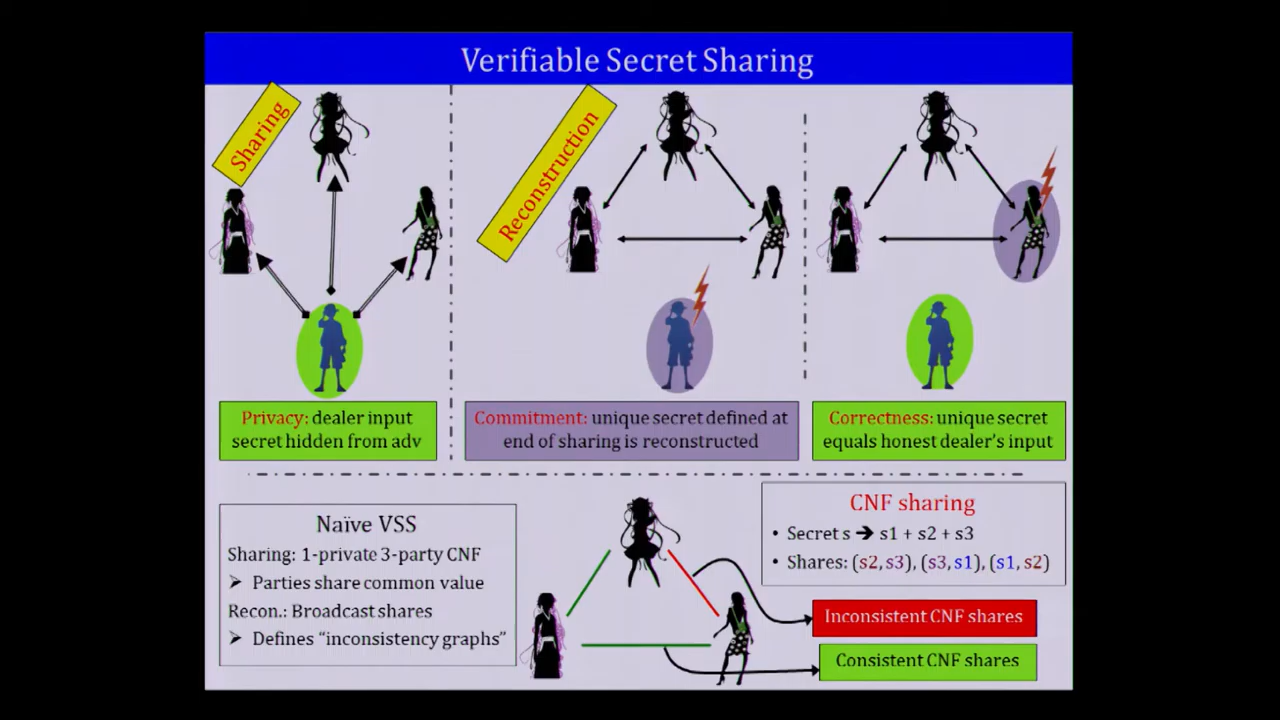 Verifiable Secret Sharing
Sharing
Reconstruction
Privacy: dealer input
secret hidden from adv
Commitment: unique secret defined at
end of sharing is reconstructed
Correctness: unique secret
equals honest dealer's input
Naïve VSS
Sharing: 1-private 3-party CNF
➢ Parties share common value
Recon.: Broadcast shares
➢ Defines “inconsistency graphs”
CNF sharing
• Secret s ➔ s1 + s2 + s3
• Shares: (s2, s3), (s3, s1), (s1, s2)
Inconsistent CNF shares
Consistent CNF shares